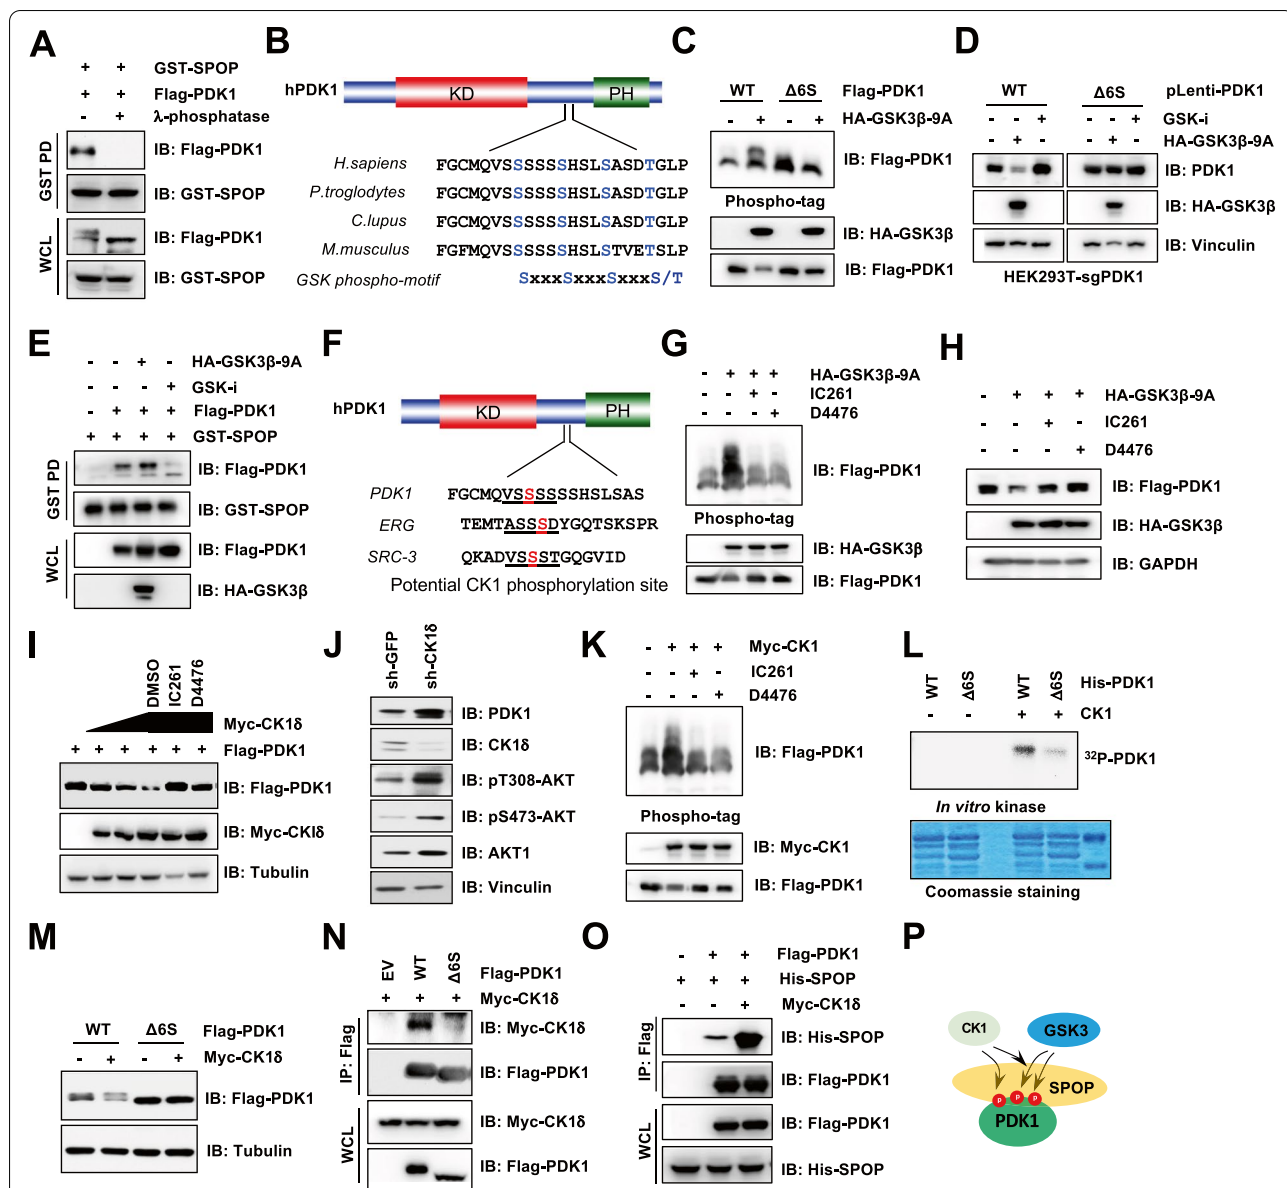 A
+ + GST-SPOP
+ + Flag-PDK1
+ λ-phosphatase
GST PD
IB: Flag-PDK1
IB: GST-SPOP
WCL
IB: Flag-PDK1
IB: GST-SPOP
B
hPDK1 KD PH
H.sapiens FGCMQVSSSSSSHSLSASDTGLP
P.troglodytes FGCMQVSSSSSSHSLSASDTGLP
C.lupus FGCMQVSSSSSSHSLSASDTGLP
M.musculus FGFMQVSSSSSSHSLSTVETSLP
GSK phospho-motif SxxxSxxxSxxxS/T
C
WT Δ6S Flag-PDK1
- + - + HA-GSK3β-9A
IB: Flag-PDK1
Phospho-tag
IB: HA-GSK3β
IB: Flag-PDK1
D
WT Δ6S pLenti-PDK1
- - + - - + GSK-i
- + - - + - HA-GSK3β-9A
IB: PDK1
IB: HA-GSK3β
IB: Vinculin
HEK293T-sgPDK1
E
- - + - HA-GSK3β-9A
- - - + GSK-i
- + + + Flag-PDK1
+ + + + GST-SPOP
GST PD
IB: Flag-PDK1
IB: GST-SPOP
WCL
IB: Flag-PDK1
IB: HA-GSK3β
F
hPDK1 KD PH
PDK1 FGCMQVSSSSSSHSLSAS
ERG TEMTASSSSDYGQTSKSPR
SRC-3 QKADVSSSTGQGVID
Potential CK1 phosphorylation site
G
- + + + HA-GSK3β-9A
- - + IC261
- - - + D4476
IB: Flag-PDK1
Phospho-tag
IB: HA-GSK3β
IB: Flag-PDK1
H
- + + + HA-GSK3β-9A
- - + IC261
- - - + D4476
IB: Flag-PDK1
IB: HA-GSK3β
IB: GAPDH
I
DMSO
IC261
D4476
Myc-CK1δ
+ + + + + + Flag-PDK1
IB: Flag-PDK1
IB: Myc-CKIδ
IB: Tubulin
J
sh-GFP
sh-CK1δ
IB: PDK1
IB: CK1δ
IB: pT308-AKT
IB: pS473-AKT
IB: AKT1
IB: Vinculin
K
- + + + Myc-CK1
- - + IC261
- - - + D4476
IB: Flag-PDK1
Phospho-tag
IB: Myc-CK1
IB: Flag-PDK1
L
WT Δ6S WT Δ6S His-PDK1
- - + + CK1
32P-PDK1
In vitro kinase
Coomassie staining
M
WT Δ6S Flag-PDK1
- + - + Myc-CK1δ
IB: Flag-PDK1
IB: Tubulin
N
EV WT Δ6S Flag-PDK1
+ + + Myc-CK1δ
IP: Flag
IB: Myc-CK1δ
IB: Flag-PDK1
WCL
IB: Myc-CK1δ
IB: Flag-PDK1
O
- + + Flag-PDK1
+ + + His-SPOP
- - + Myc-CK1δ
IP: Flag
IB: His-SPOP
IB: Flag-PDK1
WCL
IB: Flag-PDK1
IB: His-SPOP
P
CK1 GSK3
SPOP
P P P
PDK1